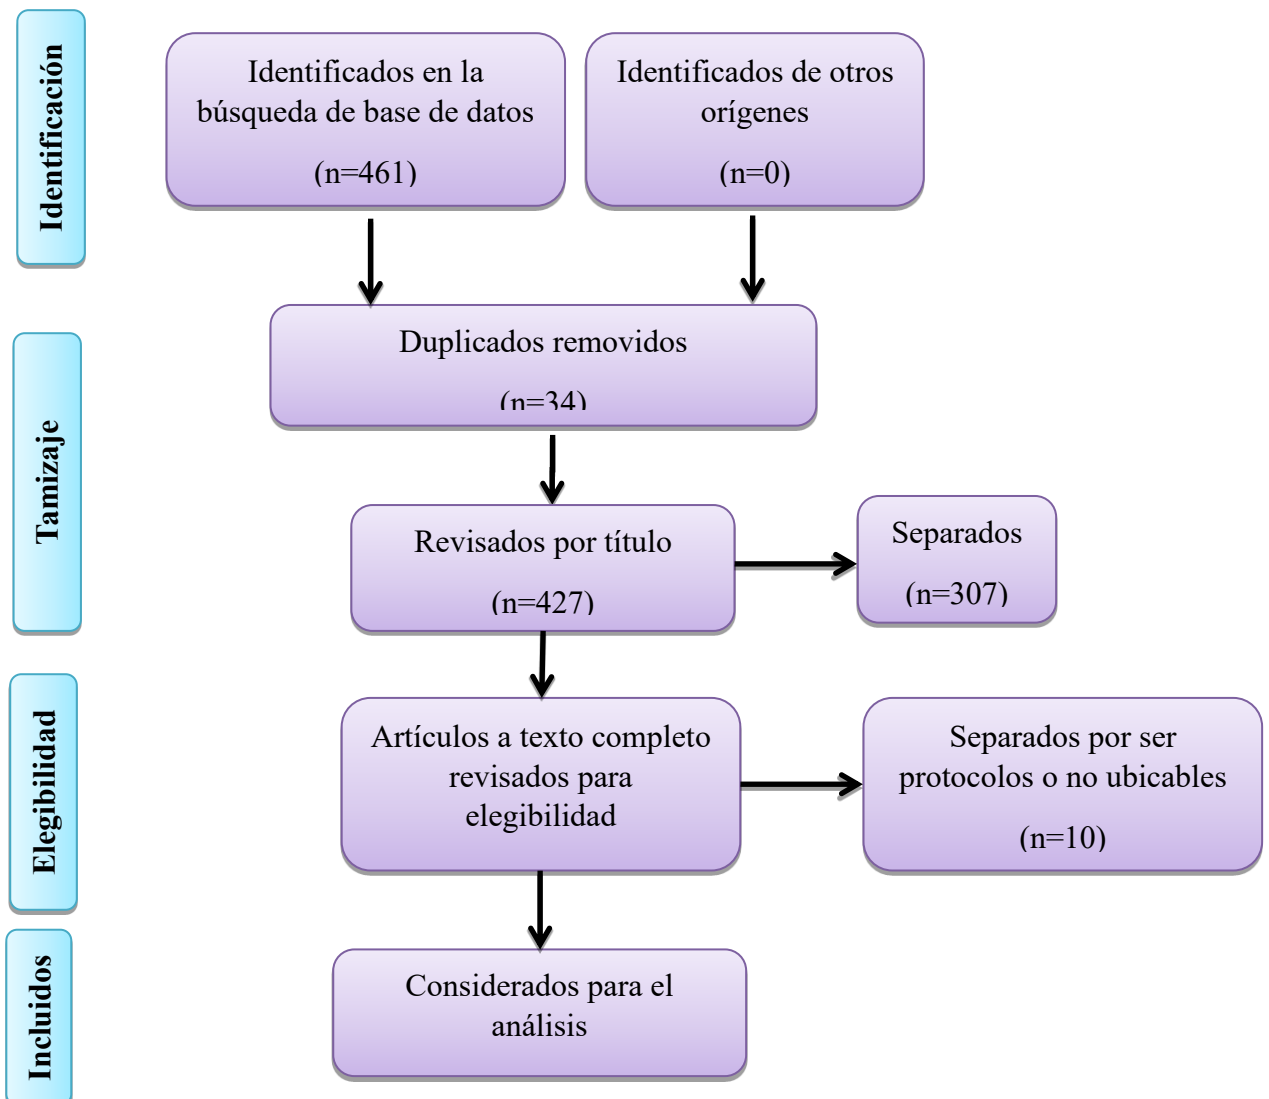 Identificación
Identificados en la
búsqueda de base de datos
(n=461)
Identificados de otros
orígenes
(n=0)
Tamizaje
Duplicados removidos
(n=34)
Revisados por título
(n=427)
Separados
(n=307)
Elegibilidad
Artículos a texto completo
revisados para
elegibilidad
Separados por ser
protocolos o no ubicables
(n=10)
Incluidos
Considerados para el
análisis